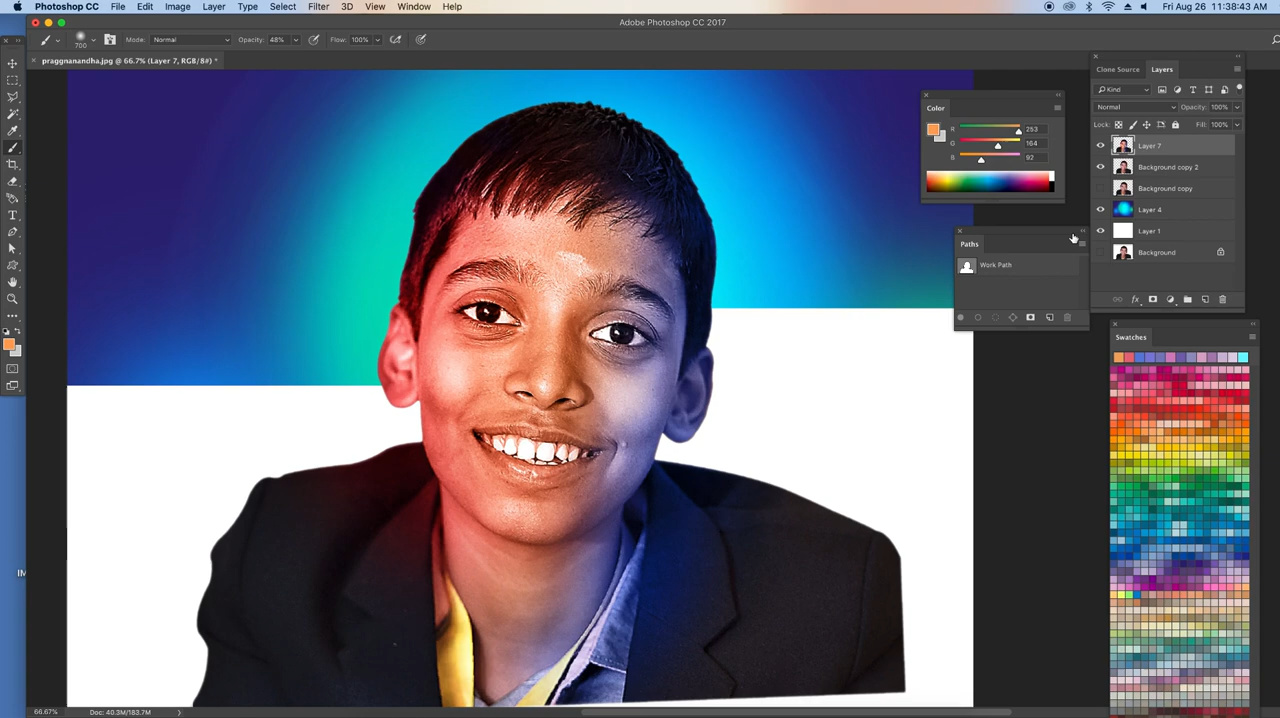 Photoshop CC File Edit Image Layer Type Select Filter 3D View Window Help Fri Aug 26 11:38:43 AM
Adobe Photoshop CC 2017
700 Mode: Normal Opacity: 48% Flow: 100%
praggnanandha.jpg @ 66.7% (Layer 7, RGB/8#) *
Clone Source Layers
Kind
Normal Opacity: 100%
Lock: Fill: 100%
Layer 7
Background copy 2
Background copy
Layer 4
Layer 1
Background
Color
R 253
G 164
B 92
Paths
Work Path
Swatches
IM
66.67% Doc: 40.3M/183.7M